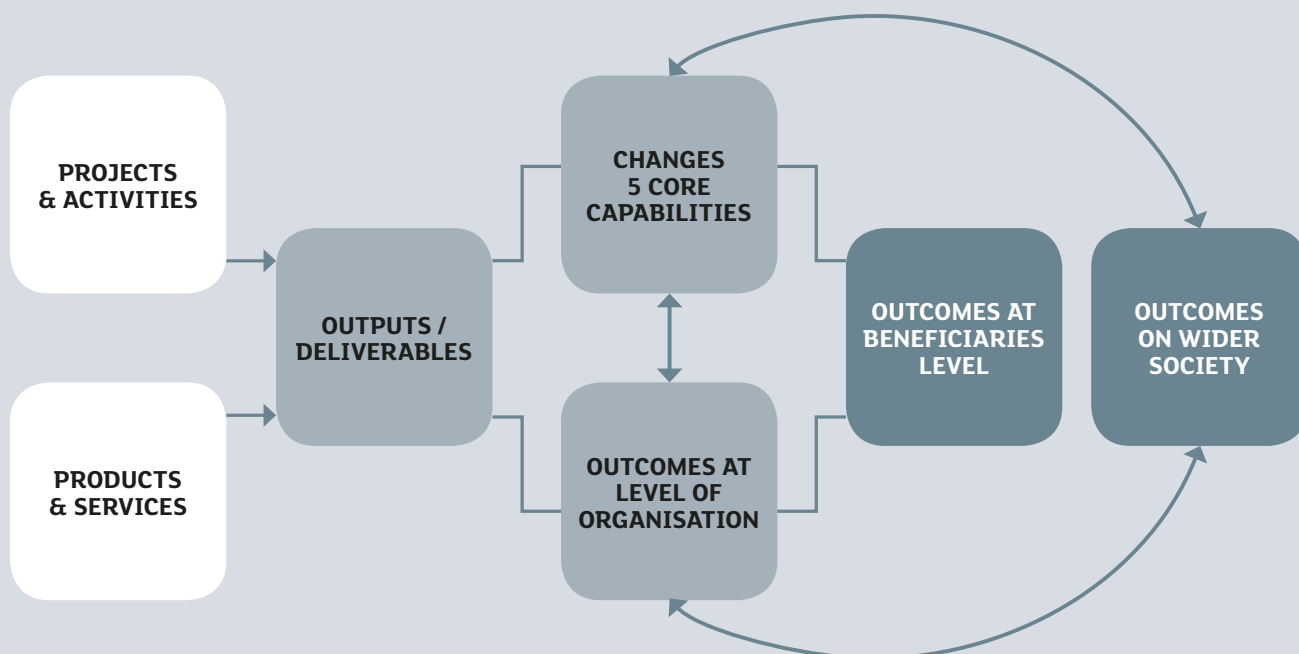 PROJECTS
& ACTIVITIES
PRODUCTS
& SERVICES
OUTPUTS /
DELIVERABLES
CHANGES
5 CORE
CAPABILITIES
OUTCOMES AT
LEVEL OF
ORGANISATION
OUTCOMES AT
BENEFICIARIES
LEVEL
OUTCOMES
ON WIDER
SOCIETY